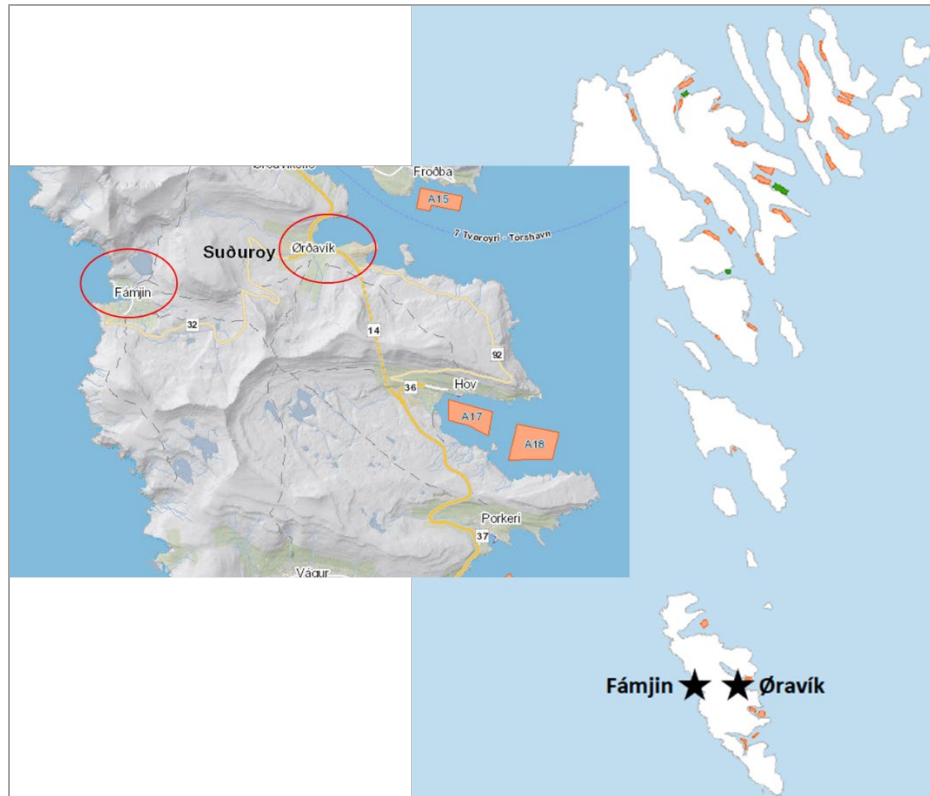 Froðba
A15
7 Tvøroyri - Torshavn
Ørðavík
Suðuroy
Fámjin
32
14
92
36
Hov
A17
A18
Porkeri
37
Vágur
Fámjin
Øravík